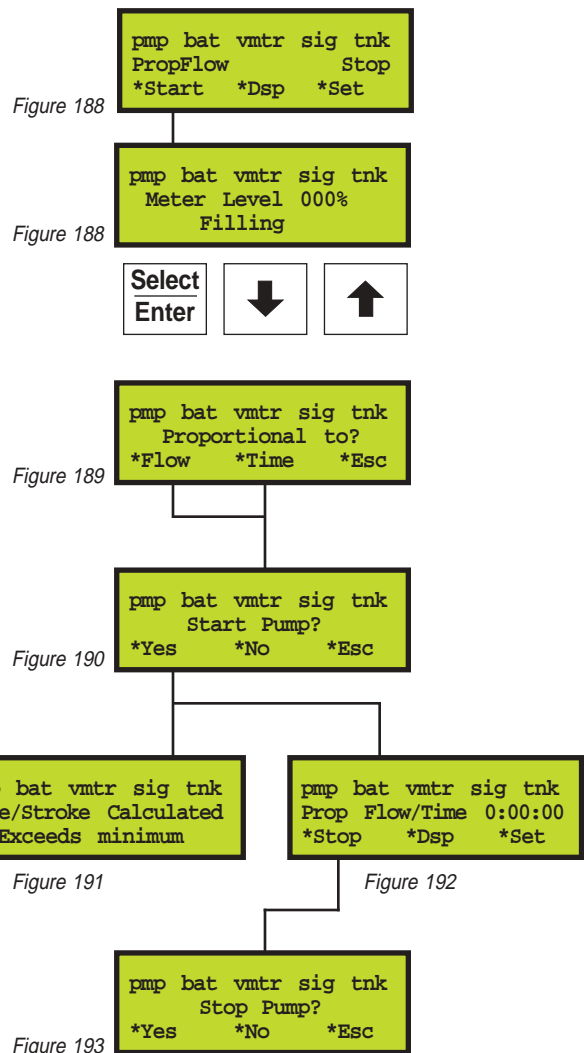 pmp bat vmtr sig tnk
PropFlow Stop
*Start *Dsp *Set
Figure 188
pmp bat vmtr sig tnk
Meter Level 000%
Filling
Figure 188
Select
Enter
pmp bat vmtr sig tnk
Proportional to?
*Flow *Time *Esc
Figure 189
pmp bat vmtr sig tnk
Start Pump?
*Yes *No *Esc
Figure 190
bat vmtr sig tnk
e/Stroke Calculated
Exceeds minimum
Figure 191
pmp bat vmtr sig tnk
Prop Flow/Time 0:00:00
*Stop *Dsp *Set
Figure 192
pmp bat vmtr sig tnk
Stop Pump?
*Yes *No *Esc
Figure 193